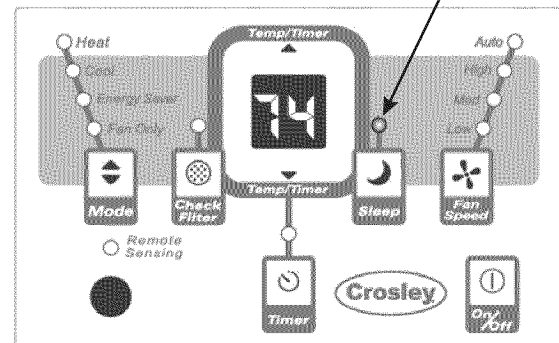 Temp/Timer
Heat
Auto
Cool
High
Energy Saver
Med
Fan Only
Low
74
Temp/Timer
Mode
Check
Filter
Sleep
Fan
Speed
Remote
Sensing
Timer
Crosley
On/Off